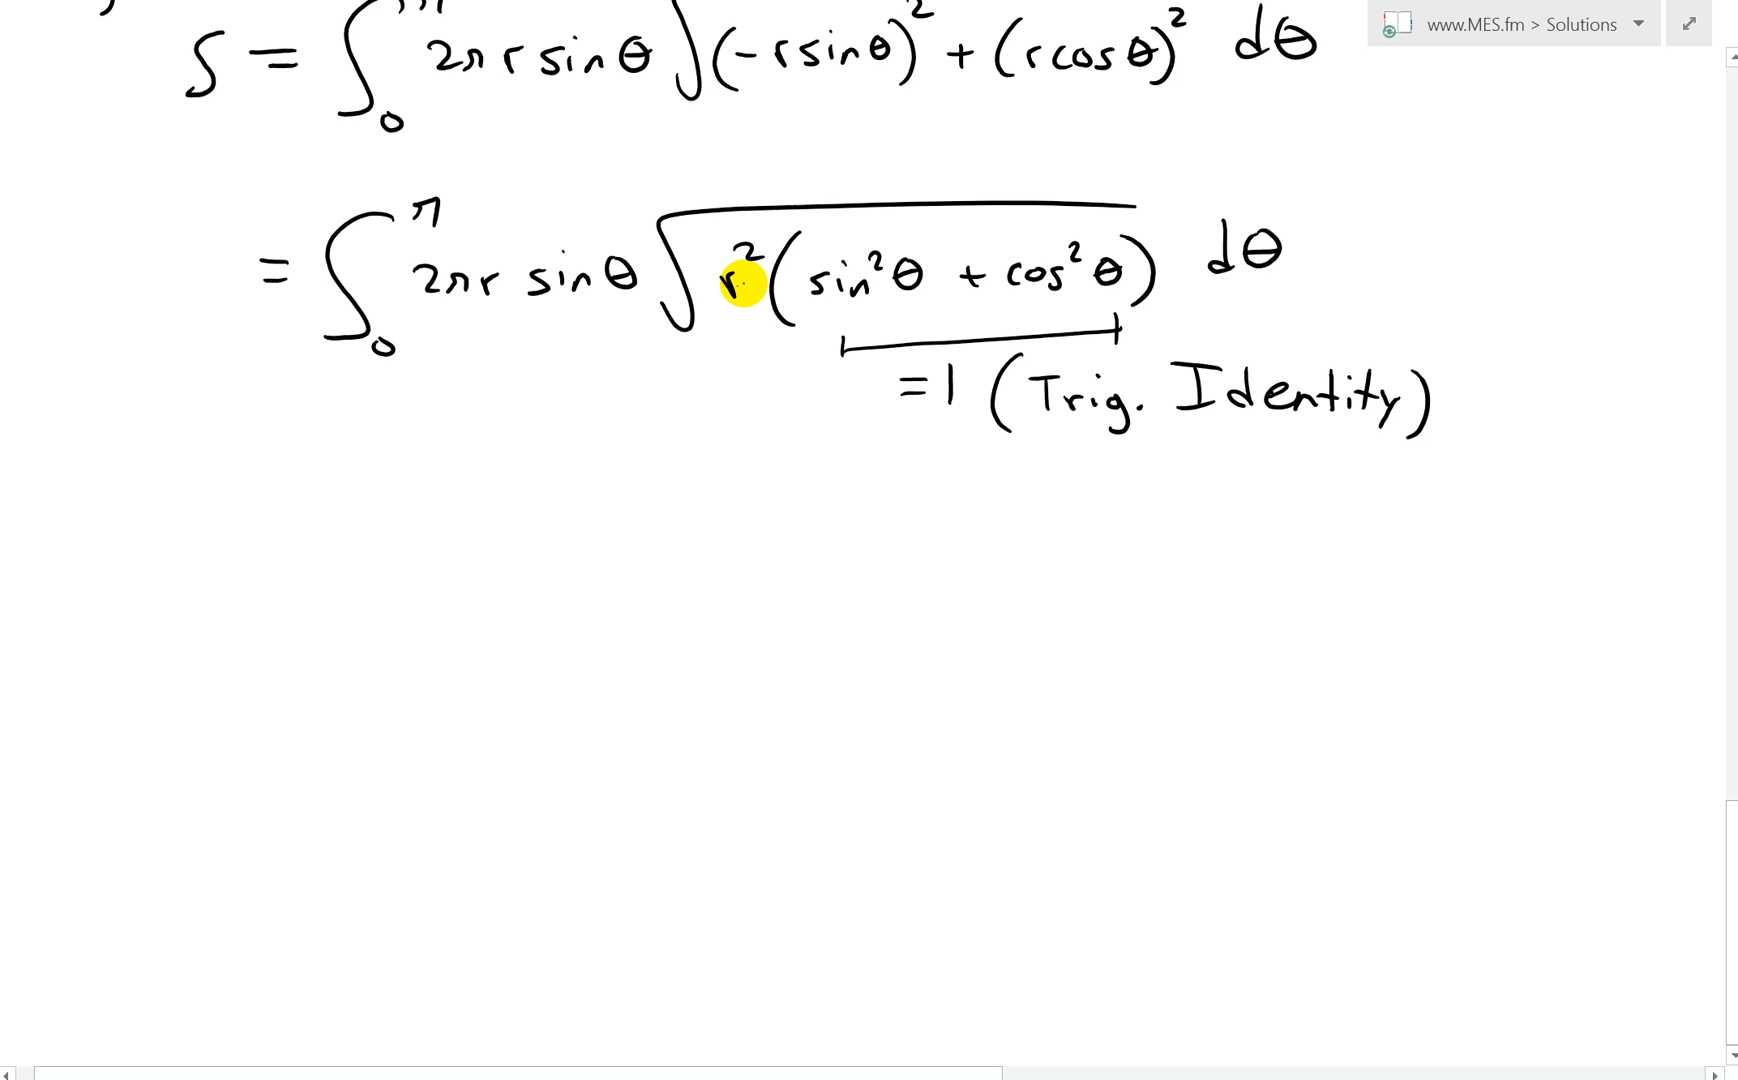 www.MES.fm > Solutions
S = ∫₀^π 2πr sinθ √(-r sinθ)² + (r cosθ)² dθ
= ∫₀^π 2πr sinθ √r²(sin²θ + cos²θ) dθ
=1 (Trig. Identity)